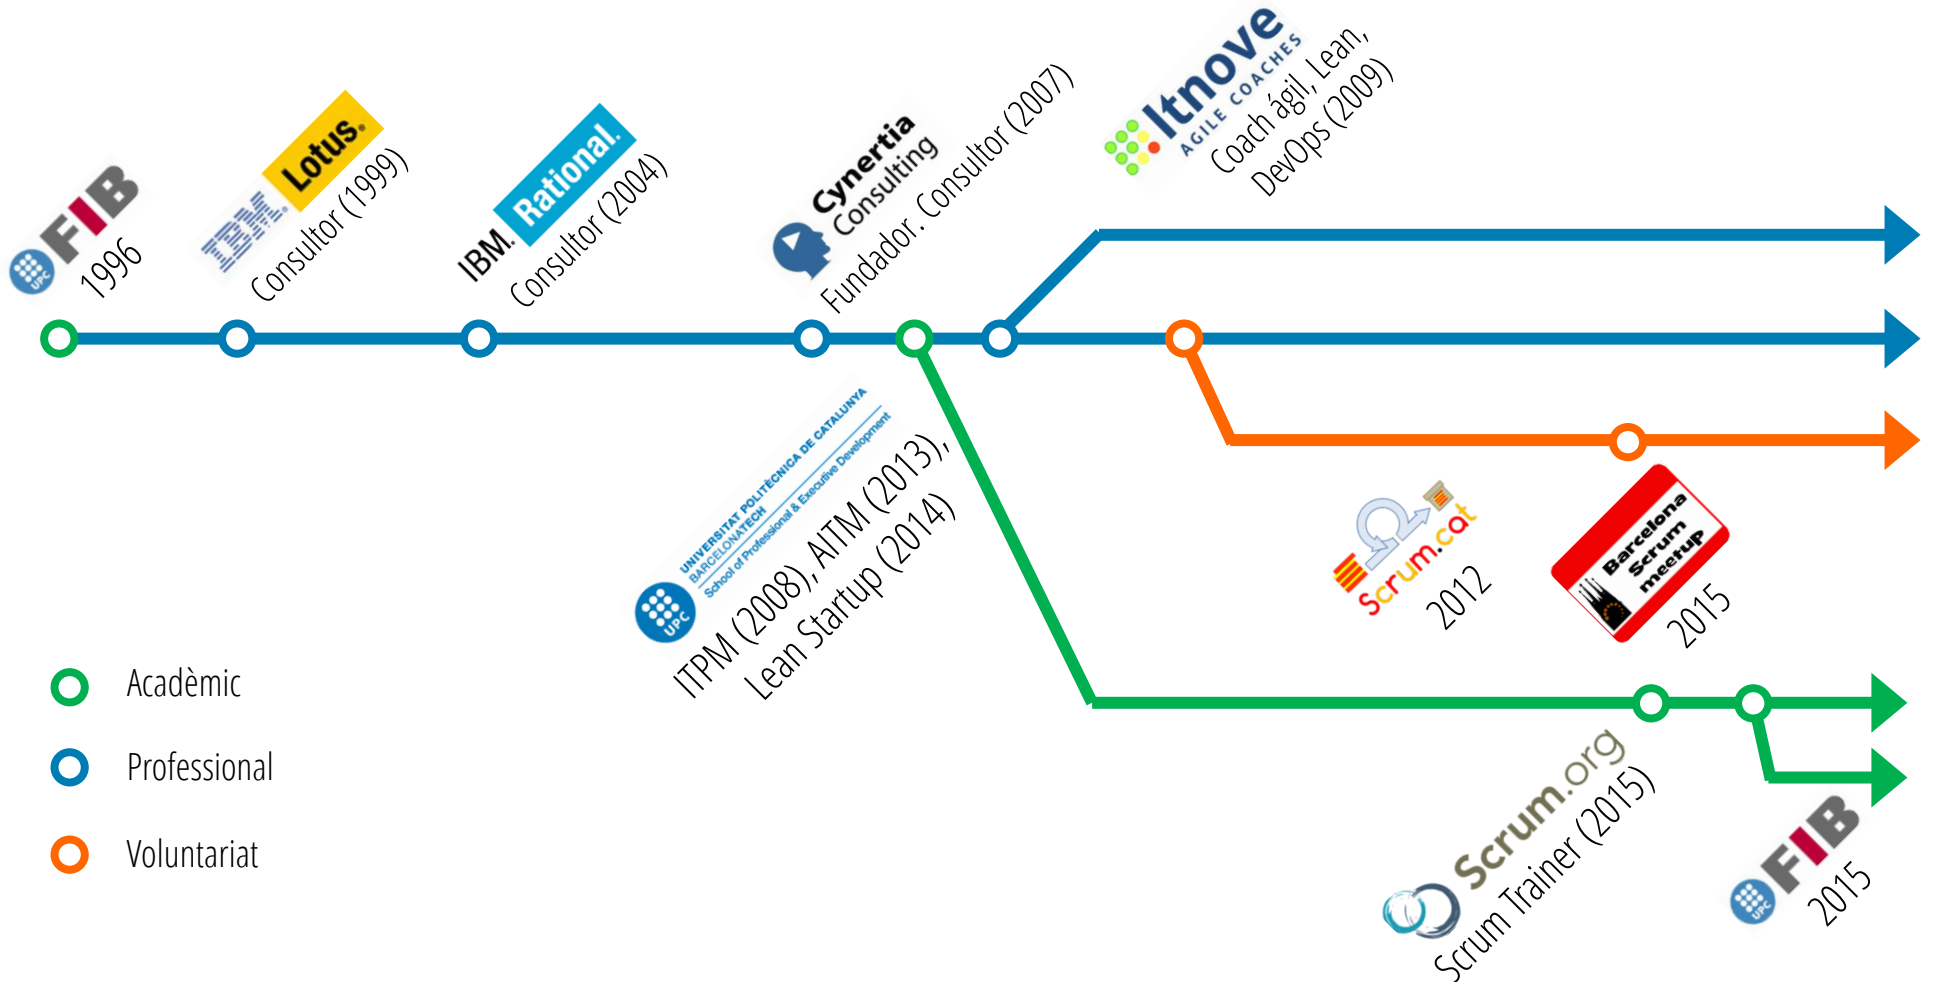 UPC FIB
1996
IBM. Lotus.
Consultor (1999)
IBM. Rational.
Consultor (2004)
Cynertia
Consulting
Fundador. Consultor (2007)
Itnove
AGILE COACHES
Coach ágil, Lean,
DevOps (2009)
UPC
UNIVERSITAT POLITÈCNICA DE CATALUNYA
BARCELONATECH
School of Professional & Executive Development
ITPM (2008), AITM (2013),
Lean Startup (2014)
Scrum.cat
2012
Barcelona
Scrum
meetup
2015
Acadèmic
Professional
Voluntariat
Scrum.org
Scrum Trainer (2015)
UPC FIB
2015